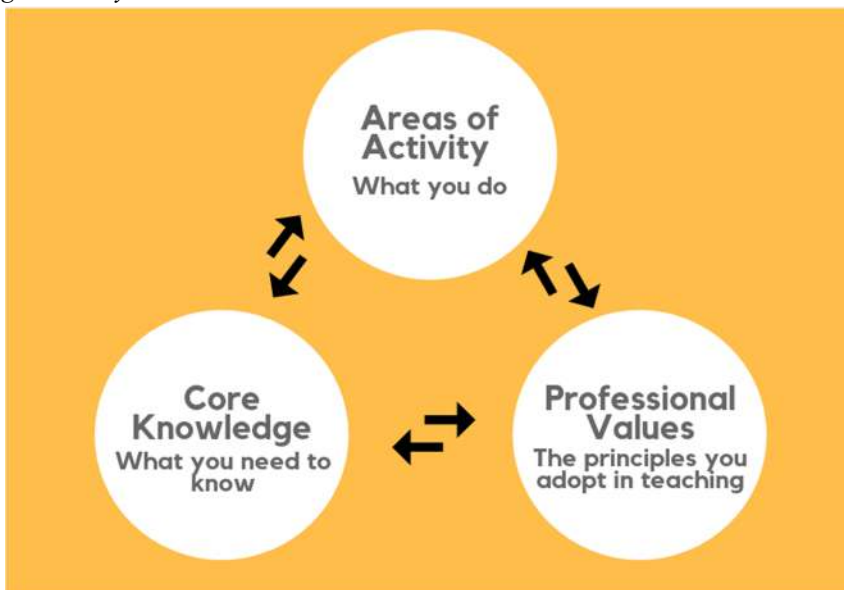 Areas of
Activity
What you do
Core
Knowledge
What you need to
know
Professional
Values
The principles you
adopt in teaching